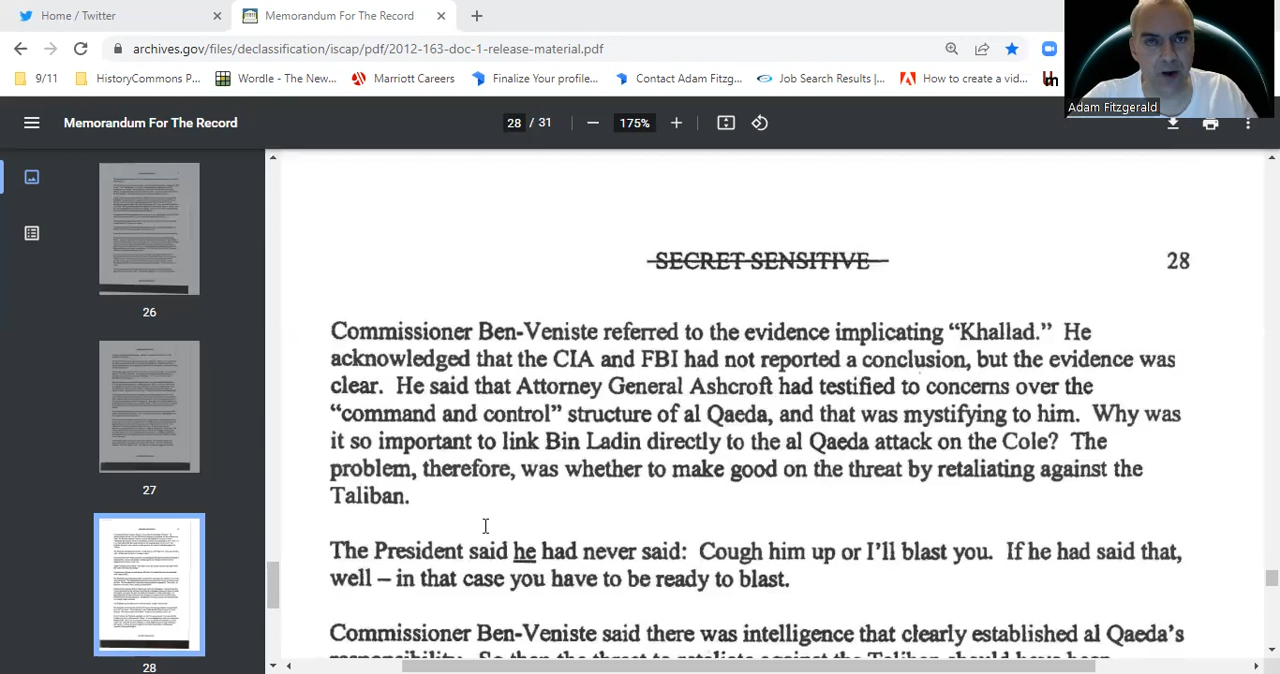 Home / Twitter
Memorandum For The Record
archives.gov/files/declassification/iscap/pdf/2012-163-doc-1-release-material.pdf
9/11
HistoryCommons P...
Wordle - The New...
Marriott Careers
Finalize Your profile...
Contact Adam Fitzg...
Job Search Results |...
How to create a vid...
Adam Fitzgerald
Memorandum For The Record
28 / 31
175%
26
27
28
SECRET SENSITIVE
28
Commissioner Ben-Veniste referred to the evidence implicating “Khallad.” He
acknowledged that the CIA and FBI had not reported a conclusion, but the evidence was
clear. He said that Attorney General Ashcroft had testified to concerns over the
“command and control” structure of al Qaeda, and that was mystifying to him. Why was
it so important to link Bin Ladin directly to the al Qaeda attack on the Cole? The
problem, therefore, was whether to make good on the threat by retaliating against the
Taliban.
The President said he had never said: Cough him up or I’ll blast you. If he had said that,
well – in that case you have to be ready to blast.
Commissioner Ben-Veniste said there was intelligence that clearly established al Qaeda’s